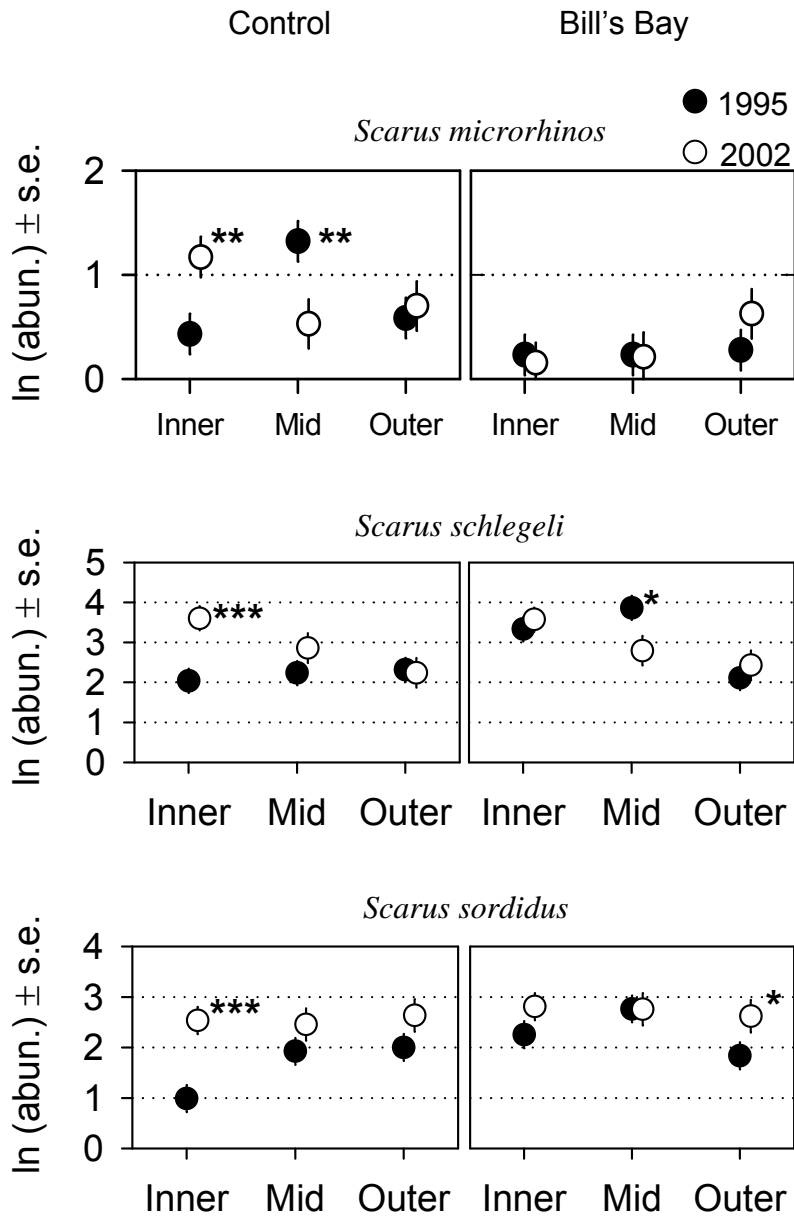 Control Bill's Bay
1995
Scarus microrhinos
2002
ln (abun.) ± s.e.
2
** **
1
0
Inner Mid Outer Inner Mid Outer
Scarus schlegeli
ln (abun.) ± s.e.
5
4
*** *
3
2
1
0
Inner Mid Outer Inner Mid Outer
Scarus sordidus
ln (abun.) ± s.e.
4
3
*** *
2
1
0
Inner Mid Outer Inner Mid Outer